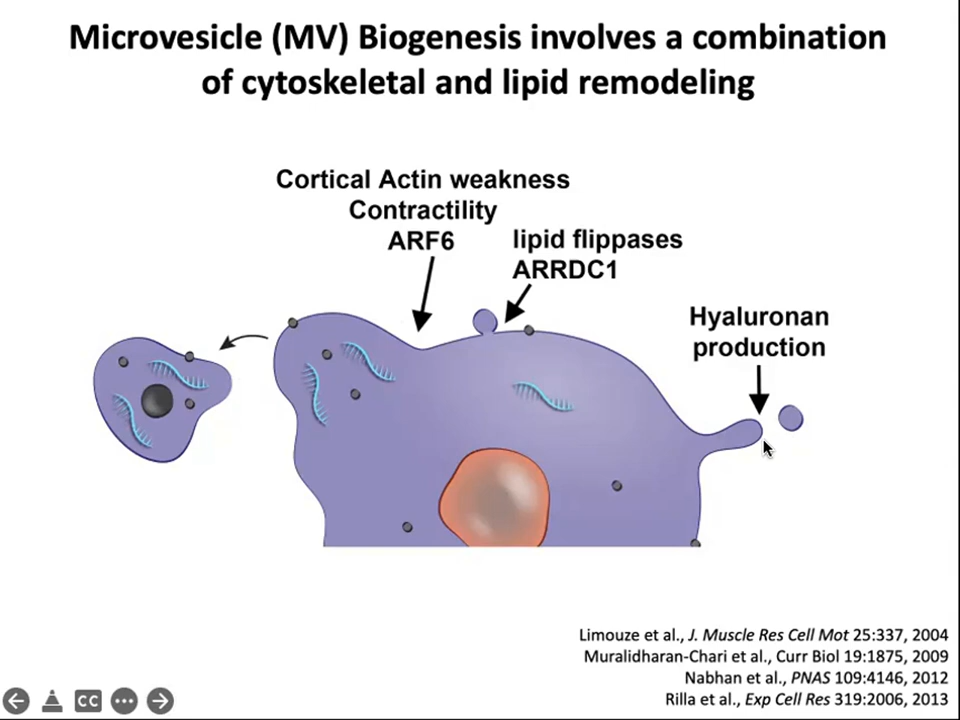 Microvesicle (MV) Biogenesis involves a combination
of cytoskeletal and lipid remodeling
Cortical Actin weakness
Contractility
ARF6
lipid flippases
ARRDC1
Hyaluronan
production
Limouze et al., J. Muscle Res Cell Mot 25:337, 2004
Muralidharan-Chari et al., Curr Biol 19:1875, 2009
Nabhan et al., PNAS 109:4146, 2012
Rilla et al., Exp Cell Res 319:2006, 2013
CC